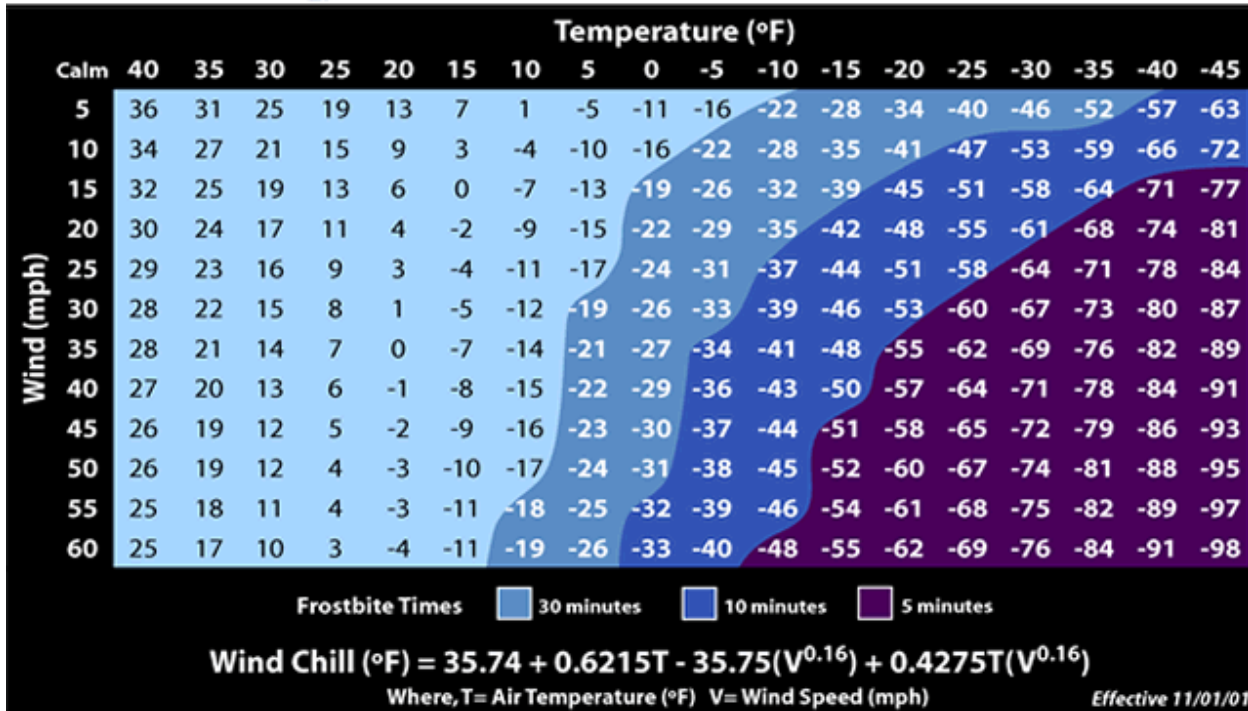 Temperature (ºF)
Calm 40 35 30 25 20 15 10 5 0 -5 -10 -15 -20 -25 -30 -35 -40 -45
5 36 31 25 19 13 7 1 -5 -11 -16 -22 -28 -34 -40 -46 -52 -57 -63
10 34 27 21 15 9 3 -4 -10 -16 -22 -28 -35 -41 -47 -53 -59 -66 -72
15 32 25 19 13 6 0 -7 -13 -19 -26 -32 -39 -45 -51 -58 -64 -71 -77
20 30 24 17 11 4 -2 -9 -15 -22 -29 -35 -42 -48 -55 -61 -68 -74 -81
25 29 23 16 9 3 -4 -11 -17 -24 -31 -37 -44 -51 -58 -64 -71 -78 -84
30 28 22 15 8 1 -5 -12 -19 -26 -33 -39 -46 -53 -60 -67 -73 -80 -87
35 28 21 14 7 0 -7 -14 -21 -27 -34 -41 -48 -55 -62 -69 -76 -82 -89
40 27 20 13 6 -1 -8 -15 -22 -29 -36 -43 -50 -57 -64 -71 -78 -84 -91
45 26 19 12 5 -2 -9 -16 -23 -30 -37 -44 -51 -58 -65 -72 -79 -86 -93
50 26 19 12 4 -3 -10 -17 -24 -31 -38 -45 -52 -60 -67 -74 -81 -88 -95
55 25 18 11 4 -3 -11 -18 -25 -32 -39 -46 -54 -61 -68 -75 -82 -89 -97
60 25 17 10 3 -4 -11 -19 -26 -33 -40 -48 -55 -62 -69 -76 -84 -91 -98
Wind (mph)
Frostbite Times 30 minutes 10 minutes 5 minutes
Wind Chill (ºF) = 35.74 + 0.6215T - 35.75(V0.16) + 0.4275T(V0.16)
Where, T= Air Temperature (ºF) V= Wind Speed (mph) Effective 11/01/01